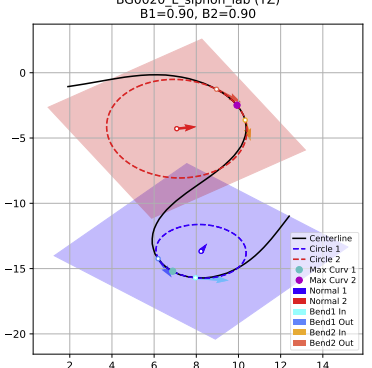 BG0020_L_siphon_lab (YZ)
B1=0.90, B2=0.90
0
−5
−10
−15
−20
2
4
6
8
10
12
14
Centerline
Circle 1
Circle 2
Max Curv 1
Max Curv 2
Normal 1
Normal 2
Bend1 In
Bend1 Out
Bend2 In
Bend2 Out